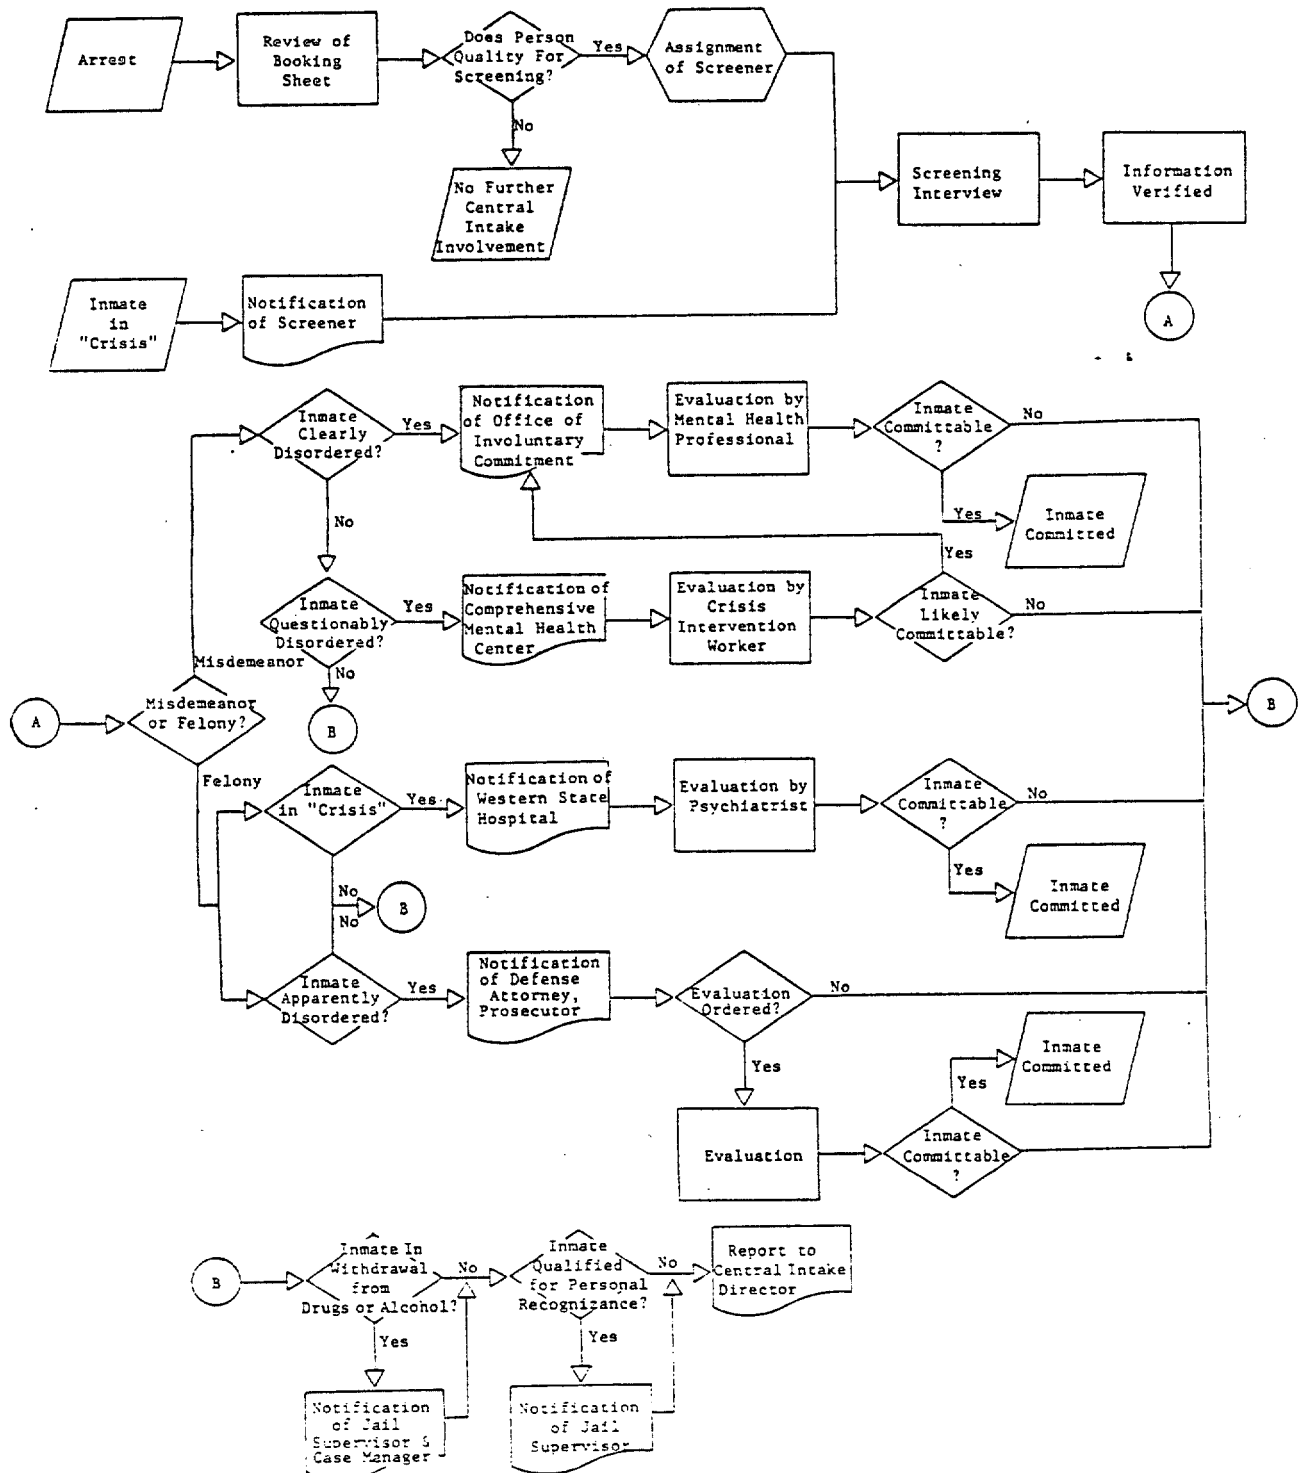 Arrest
Review of
Booking
Sheet
Does Person
Quality For
Screening?
Yes
Assignment
of Screener
No
No Further
Central
Intake
Involvement
Screening
Interview
Information
Verified
A
Inmate
in
"Crisis"
Notification
of Screener
Inmate
Clearly
Disordered?
Yes
Notification
of Office of
Involuntary
Commitment
Evaluation by
Mental Health
Professional
Inmate
Committable
?
No
Yes
Inmate
Committed
No
Yes
Inmate
Questionably
Disordered?
Yes
Notification of
Comprehensive
Mental Health
Center
Evaluation by
Crisis
Intervention
Worker
Inmate
Likely
Committable?
No
Misdemeanor
No
B
A
Misdemeanor
or Felony?
B
Felony
Inmate
in "Crisis"
Yes
Notification of
Western State
Hospital
Evaluation by
Psychiatrist
Inmate
Committable
?
No
Yes
Inmate
Committed
No
No
B
Inmate
Apparently
Disordered?
Yes
Notification
of Defense
Attorney,
Prosecutor
Evaluation
Ordered?
No
Yes
Evaluation
Inmate
Committable
?
Yes
Inmate
Committed
B
Inmate In
Withdrawal
from
Drugs or Alcohol?
No
Inmate
Qualified
for Personal
Recognizance?
No
Report to
Central Intake
Director
Yes
Yes
Notification
of Jail
Supervisor &
Case Manager
Notification
of Jail
Supervisor